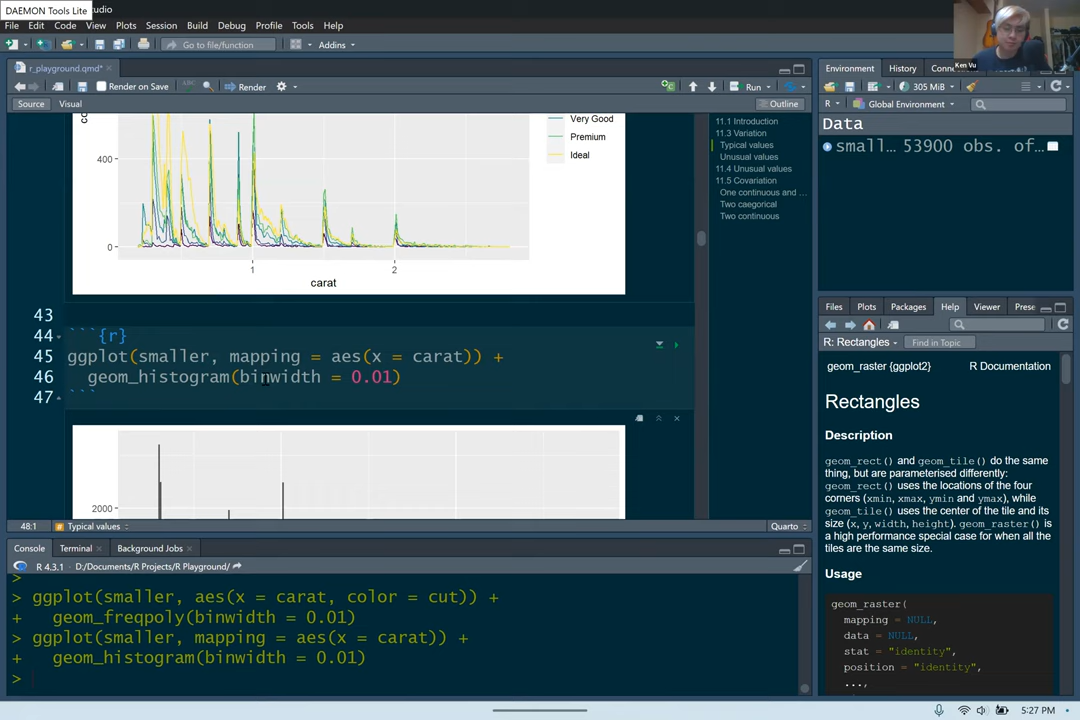 DAEMON Tools Lite
studio
File Edit Code View Plots Session Build Debug Profile Tools Help
Go to file/function
Addins
Ken Vu
r_playground.qmd*
Render on Save
Render
Run
Source Visual
Outline
Very Good
Premium
Ideal
400
0
1
2
carat
43
44 ```{r}
45 ggplot(smaller, mapping = aes(x = carat)) +
46 geom_histogram(binwidth = 0.01)
47 ```
2000
11.1 Introduction
11.3 Variation
Typical values
Unusual values
11.4 Unusual values
11.5 Covariation
One continuous and ...
Two caegorical
Two continuous
48:1 Typical values Quarto
Console Terminal Background Jobs
R 4.3.1 · D:/Documents/R Projects/R Playground/
>
> ggplot(smaller, aes(x = carat, color = cut)) +
+ geom_freqpoly(binwidth = 0.01)
> ggplot(smaller, mapping = aes(x = carat)) +
+ geom_histogram(binwidth = 0.01)
>
Environment History Connec
305 MiB
R Global Environment
Data
small… 53900 obs. of…
Files Plots Packages Help Viewer Prese
R: Rectangles Find in Topic
geom_raster {ggplot2} R Documentation
Rectangles
Description
geom_rect() and geom_tile() do the same
thing, but are parameterised differently:
geom_rect() uses the locations of the four
corners (xmin, xmax, ymin and ymax), while
geom_tile() uses the center of the tile and its
size (x, y, width, height). geom_raster() is
a high performance special case for when all the
tiles are the same size.
Usage
geom_raster(
mapping = NULL,
data = NULL,
stat = "identity",
position = "identity",
...,
5:27 PM